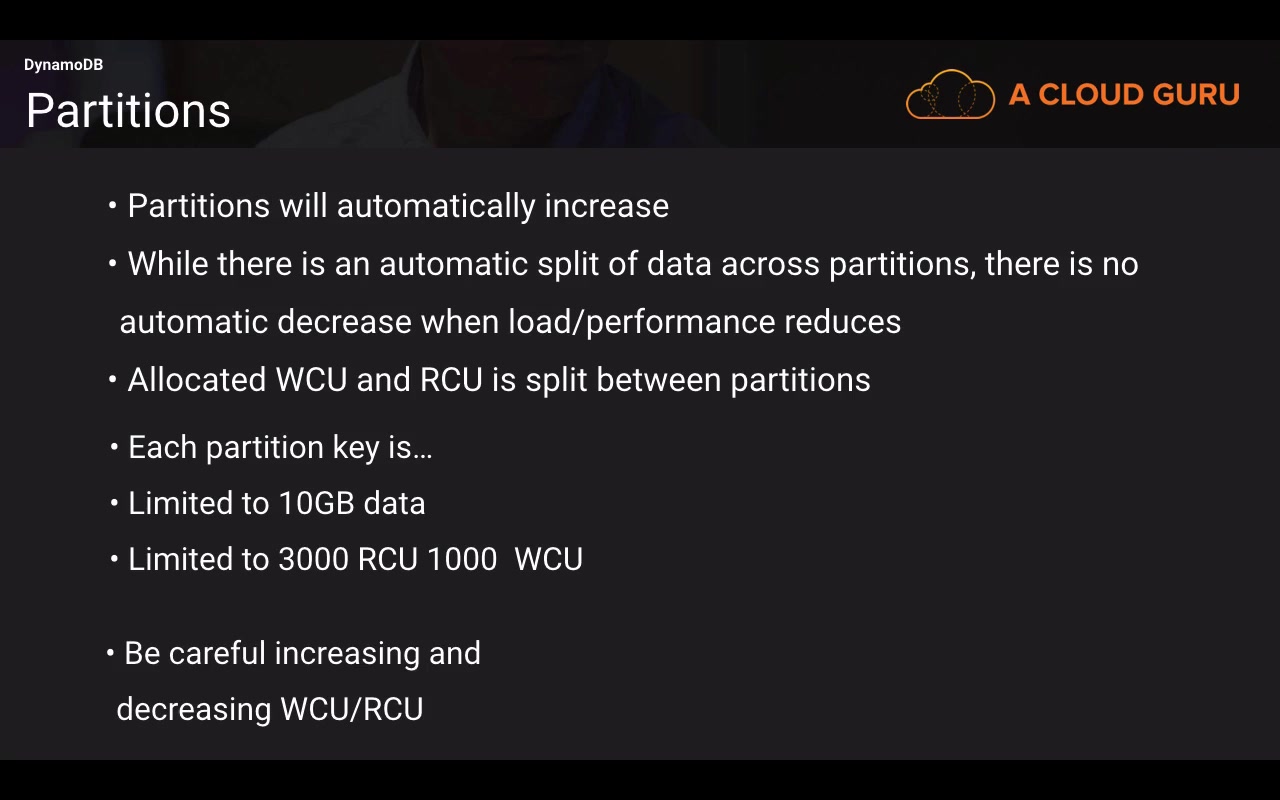 DynamoDB
Partitions
A CLOUD GURU
• Partitions will automatically increase
• While there is an automatic split of data across partitions, there is no
automatic decrease when load/performance reduces
• Allocated WCU and RCU is split between partitions
• Each partition key is…
• Limited to 10GB data
• Limited to 3000 RCU 1000  WCU
• Be careful increasing and
decreasing WCU/RCU